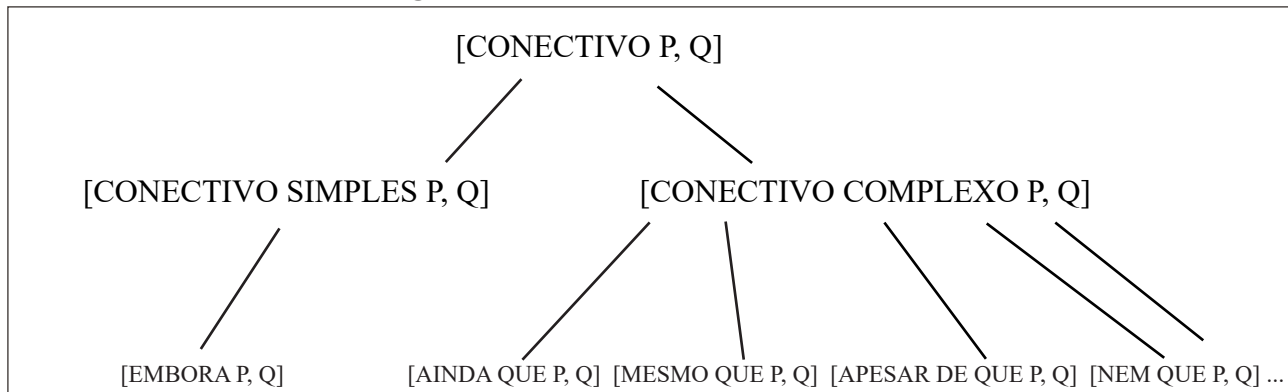 [CONECTIVO P, Q]
[CONECTIVO SIMPLES P, Q] [CONECTIVO COMPLEXO P, Q]
[EMBORA P, Q] [AINDA QUE P, Q] [MESMO QUE P, Q] [APESAR DE QUE P, Q] [NEM QUE P, Q] ...